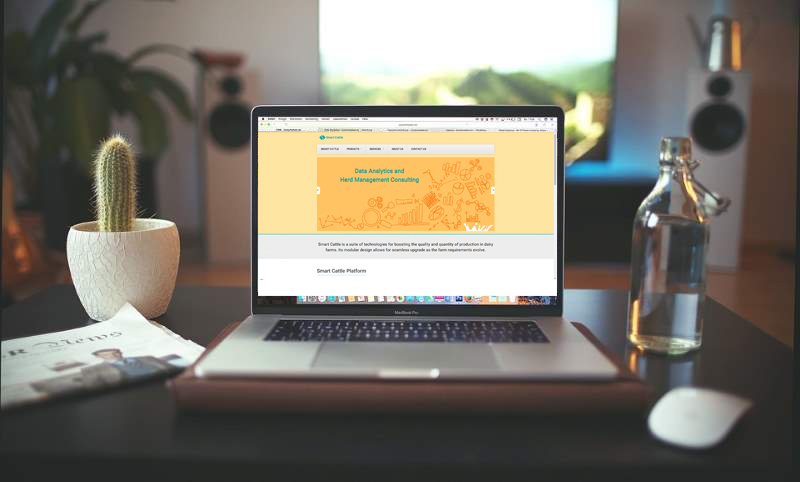 Smart Cattle
SMART CATTLE PRODUCTS SERVICES ABOUT US CONTACT US
Data Analytics and
Herd Management Consulting
Smart Cattle is a suite of technologies for boosting the quality and quantity of production in dairy
farms. Its modular design allows for seamless upgrade as the farm requirements evolve.
Smart Cattle Platform
MacBook Pro
News